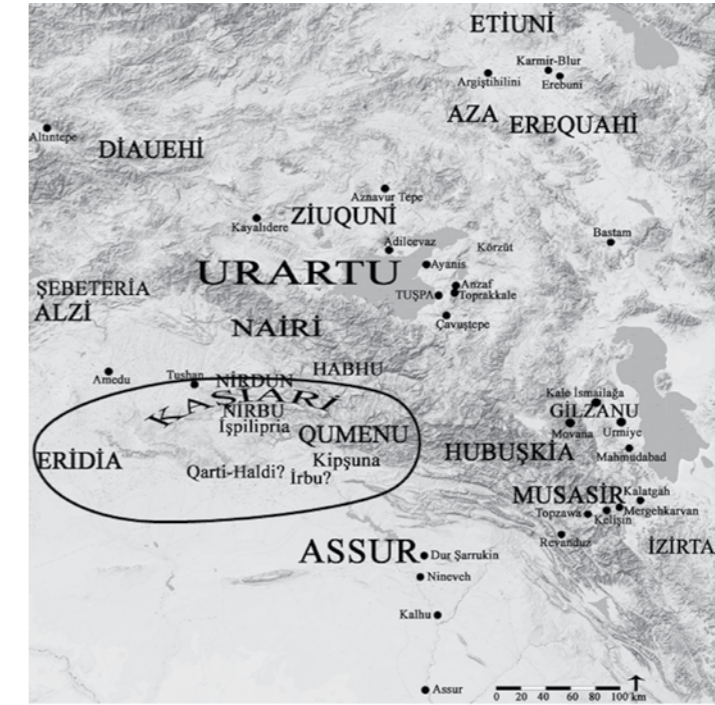 ETİUNİ
Karmir-Blur
Argiştihilini
Erebuni
AZA
EREQUAHİ
Altıntepe
DİAUEHİ
Aznavur Tepe
Kayalıdere
ZİUQUNİ
Adilcevaz
Körzüt
Bastam
URARTU
Ayanis
ŞEBETERİA
Anzaf
TUŞPA
Toprakkale
ALZİ
Çavuştepe
NAİRİ
HABHU
Amedu
Tushan
NİRDUN
KAŞİARİ
Kale İsmailağa
NİRBU
GİLZANU
İşpilipria
Movana
Urmiye
QUMENU
HUBUŞKİA
Mahmudabad
ERİDİA
Kipşuna
Qarti-Haldi?
İrbu?
MUSASİR
Kalatgah
Topzawa
Kelişin
Mergehkarvan
Revanduz
İZİRTA
ASSUR
Dur Şarrukin
Nineveh
Kalhu
Assur
0 20 40 60 80 100 km